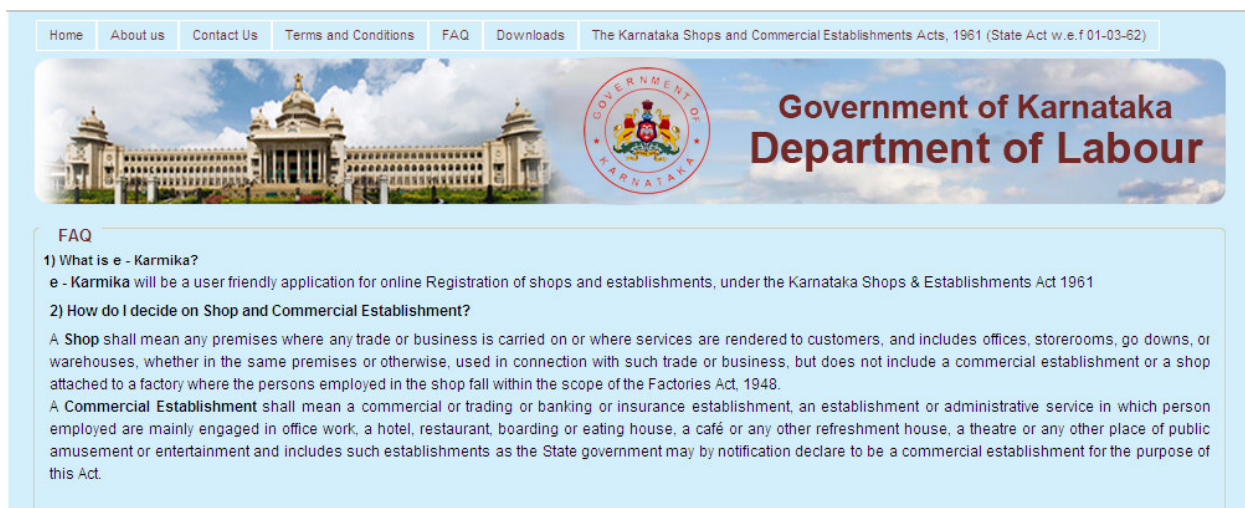 Home About us Contact Us Terms and Conditions FAQ Downloads The Karnataka Shops and Commercial Establishments Acts, 1961 (State Act w.e.f 01-03-62)
GOVERNMENT OF KARNATAKA
Government of Karnataka
Department of Labour
FAQ
1) What is e - Karmika?
e - Karmika will be a user friendly application for online Registration of shops and establishments, under the Karnataka Shops & Establishments Act 1961
2) How do I decide on Shop and Commercial Establishment?
A Shop shall mean any premises where any trade or business is carried on or where services are rendered to customers, and includes offices, storerooms, go downs, or
warehouses, whether in the same premises or otherwise, used in connection with such trade or business, but does not include a commercial establishment or a shop
attached to a factory where the persons employed in the shop fall within the scope of the Factories Act, 1948.
A Commercial Establishment shall mean a commercial or trading or banking or insurance establishment, an establishment or administrative service in which person
employed are mainly engaged in office work, a hotel, restaurant, boarding or eating house, a café or any other refreshment house, a theatre or any other place of public
amusement or entertainment and includes such establishments as the State government may by notification declare to be a commercial establishment for the purpose of
this Act.